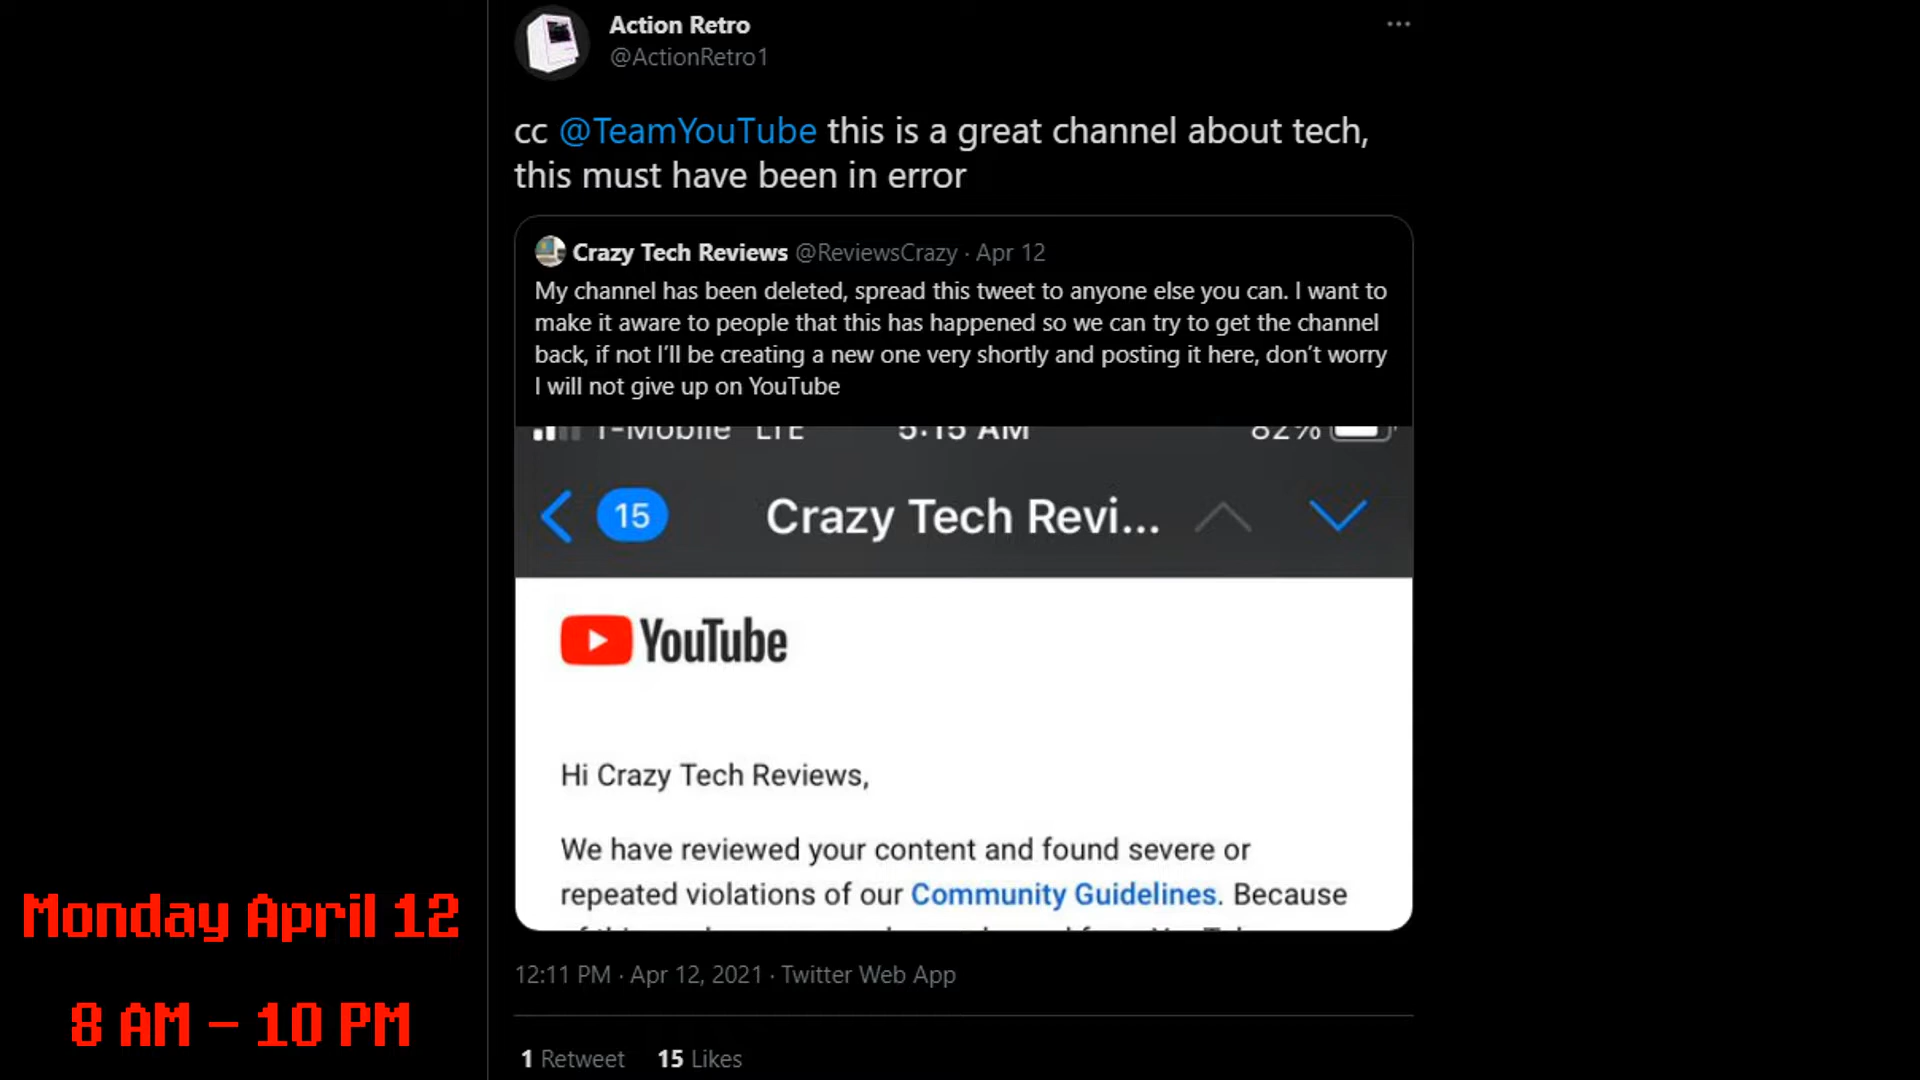 Action Retro
@ActionRetro1
cc @TeamYouTube this is a great channel about tech,
this must have been in error
Crazy Tech Reviews @ReviewsCrazy · Apr 12
My channel has been deleted, spread this tweet to anyone else you can. I want to
make it aware to people that this has happened so we can try to get the channel
back, if not I’ll be creating a new one very shortly and posting it here, don’t worry
I will not give up on YouTube
T-Mobile LTE 5:15 AM 82%
15 Crazy Tech Revi...
YouTube
Hi Crazy Tech Reviews,
We have reviewed your content and found severe or
repeated violations of our Community Guidelines. Because
12:11 PM · Apr 12, 2021 · Twitter Web App
1 Retweet 15 Likes
Monday April 12
8 AM – 10 PM